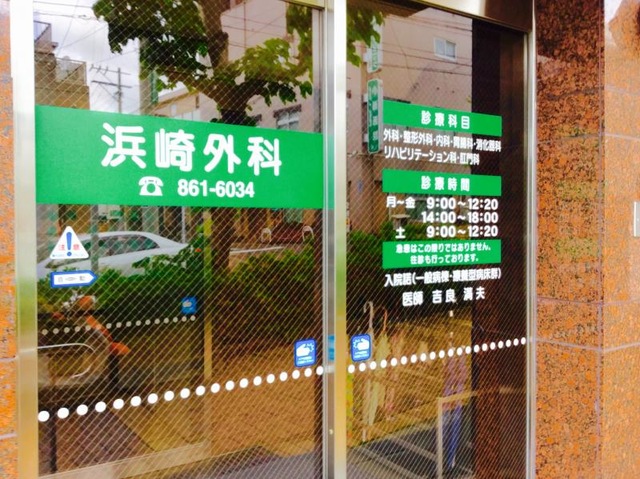 浜崎外科
☎ 861-6034
診療科目
外科・整形外科・内科・胃腸科・消化器科
リハビリテーション科・肛門科
診療時間
月～金 9:00～12:20
14:00～18:00
土 9:00～12:20
急患はこの限りではありません。
往診も行っております。
入院話(一般病棟・療養型病床群)
医師 吉良満夫
注意